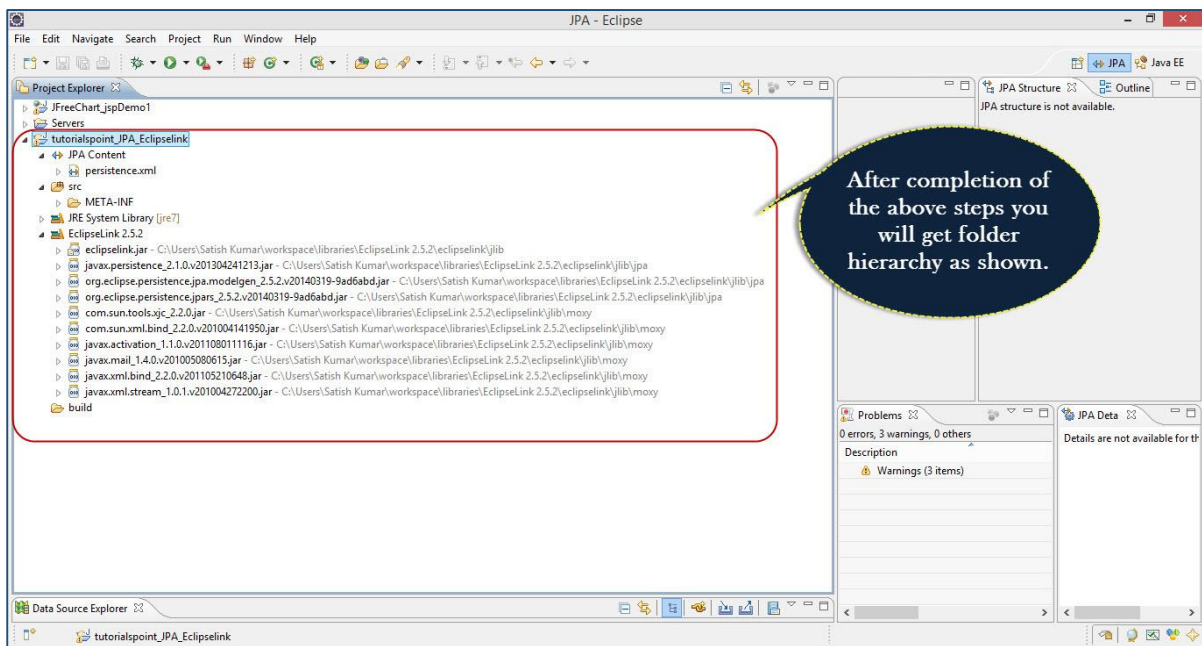 JPA - Eclipse
File Edit Navigate Search Project Run Window Help
JPA
Java EE
Project Explorer
JFreeChart_jspDemo1
Servers
tutorialspoint_JPA_Eclipselink
JPA Content
persistence.xml
src
META-INF
JRE System Library [jre7]
EclipseLink 2.5.2
eclipselink.jar - C:\Users\Satish Kumar\workspace\libraries\EclipseLink 2.5.2\eclipselink\jlib
javax.persistence_2.1.0.v201304241213.jar - C:\Users\Satish Kumar\workspace\libraries\EclipseLink 2.5.2\eclipselink\jlib\jpa
org.eclipse.persistence.jpa.modelgen_2.5.2.v20140319-9ad6abd.jar - C:\Users\Satish Kumar\workspace\libraries\EclipseLink 2.5.2\eclipselink\jlib\jpa
org.eclipse.persistence.jpars_2.5.2.v20140319-9ad6abd.jar - C:\Users\Satish Kumar\workspace\libraries\EclipseLink 2.5.2\eclipselink\jlib\jpa
com.sun.tools.xjc_2.2.0.jar - C:\Users\Satish Kumar\workspace\libraries\EclipseLink 2.5.2\eclipselink\jlib\moxy
com.sun.xml.bind_2.2.0.v201004141950.jar - C:\Users\Satish Kumar\workspace\libraries\EclipseLink 2.5.2\eclipselink\jlib\moxy
javax.activation_1.1.0.v201108011116.jar - C:\Users\Satish Kumar\workspace\libraries\EclipseLink 2.5.2\eclipselink\jlib\moxy
javax.mail_1.4.0.v201005080615.jar - C:\Users\Satish Kumar\workspace\libraries\EclipseLink 2.5.2\eclipselink\jlib\moxy
javax.xml.bind_2.2.0.v201105210648.jar - C:\Users\Satish Kumar\workspace\libraries\EclipseLink 2.5.2\eclipselink\jlib\moxy
javax.xml.stream_1.0.1.v201004272200.jar - C:\Users\Satish Kumar\workspace\libraries\EclipseLink 2.5.2\eclipselink\jlib\moxy
build
JPA Structure
Outline
JPA structure is not available.
After completion of
the above steps you
will get folder
hierarchy as shown.
Problems
0 errors, 3 warnings, 0 others
Description
Warnings (3 items)
JPA Deta
Details are not available for th
Data Source Explorer
tutorialspoint_JPA_Eclipselink